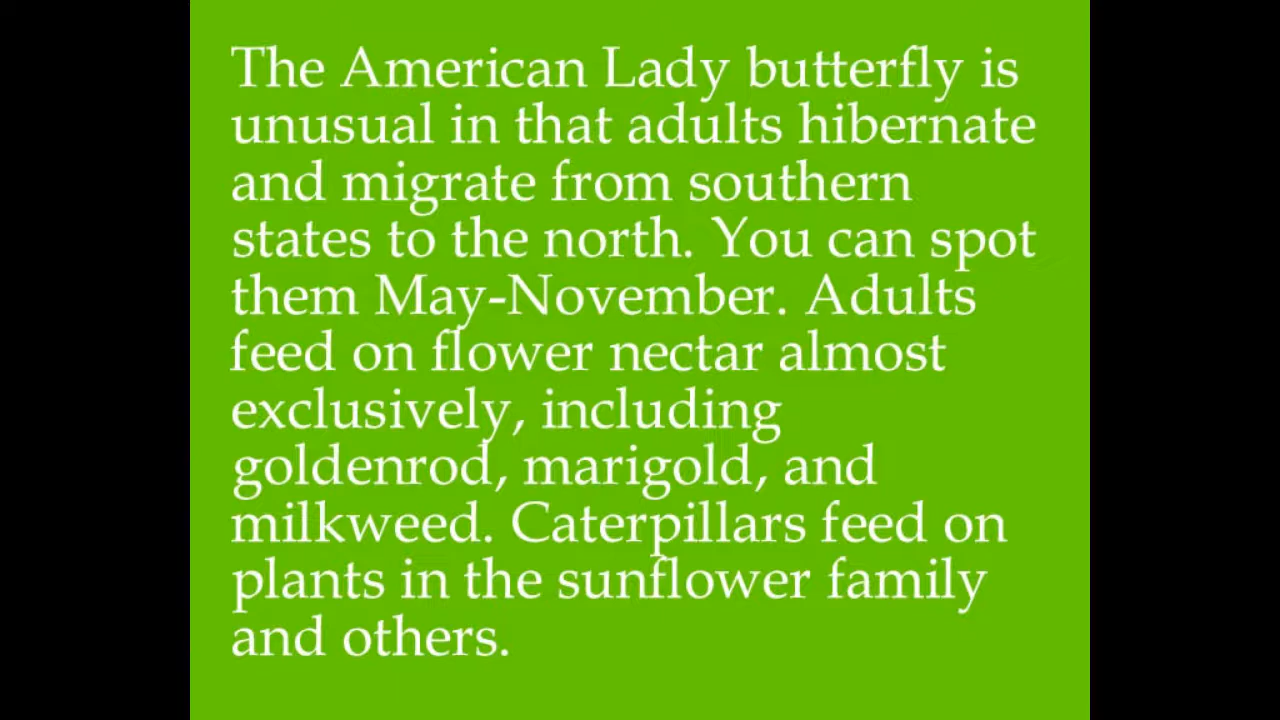 The American Lady butterfly is
unusual in that adults hibernate
and migrate from southern
states to the north. You can spot
them May-November. Adults
feed on flower nectar almost
exclusively, including
goldenrod, marigold, and
milkweed. Caterpillars feed on
plants in the sunflower family
and others.